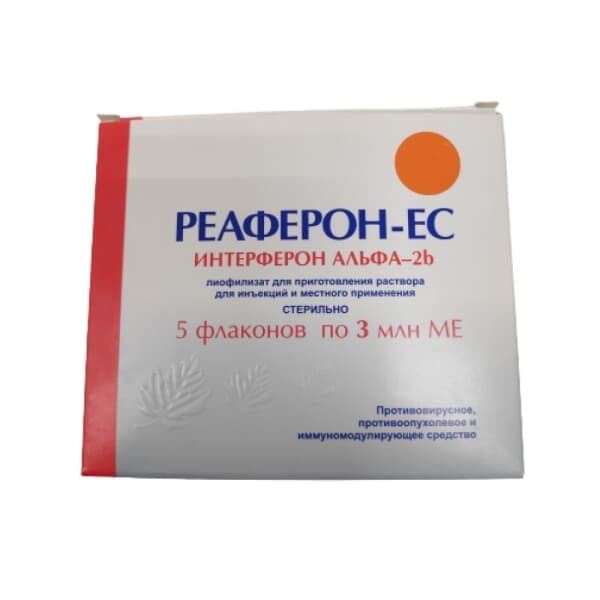 РЕАФЕРОН-ЕС
ИНТЕРФЕРОН АЛЬФА–2b
лиофилизат для приготовления раствора
для инъекций и местного применения
СТЕРИЛЬНО
5 флаконов по 3 млн МЕ
Противовирусное,
противоопухолевое и
иммуномодулирующее средство